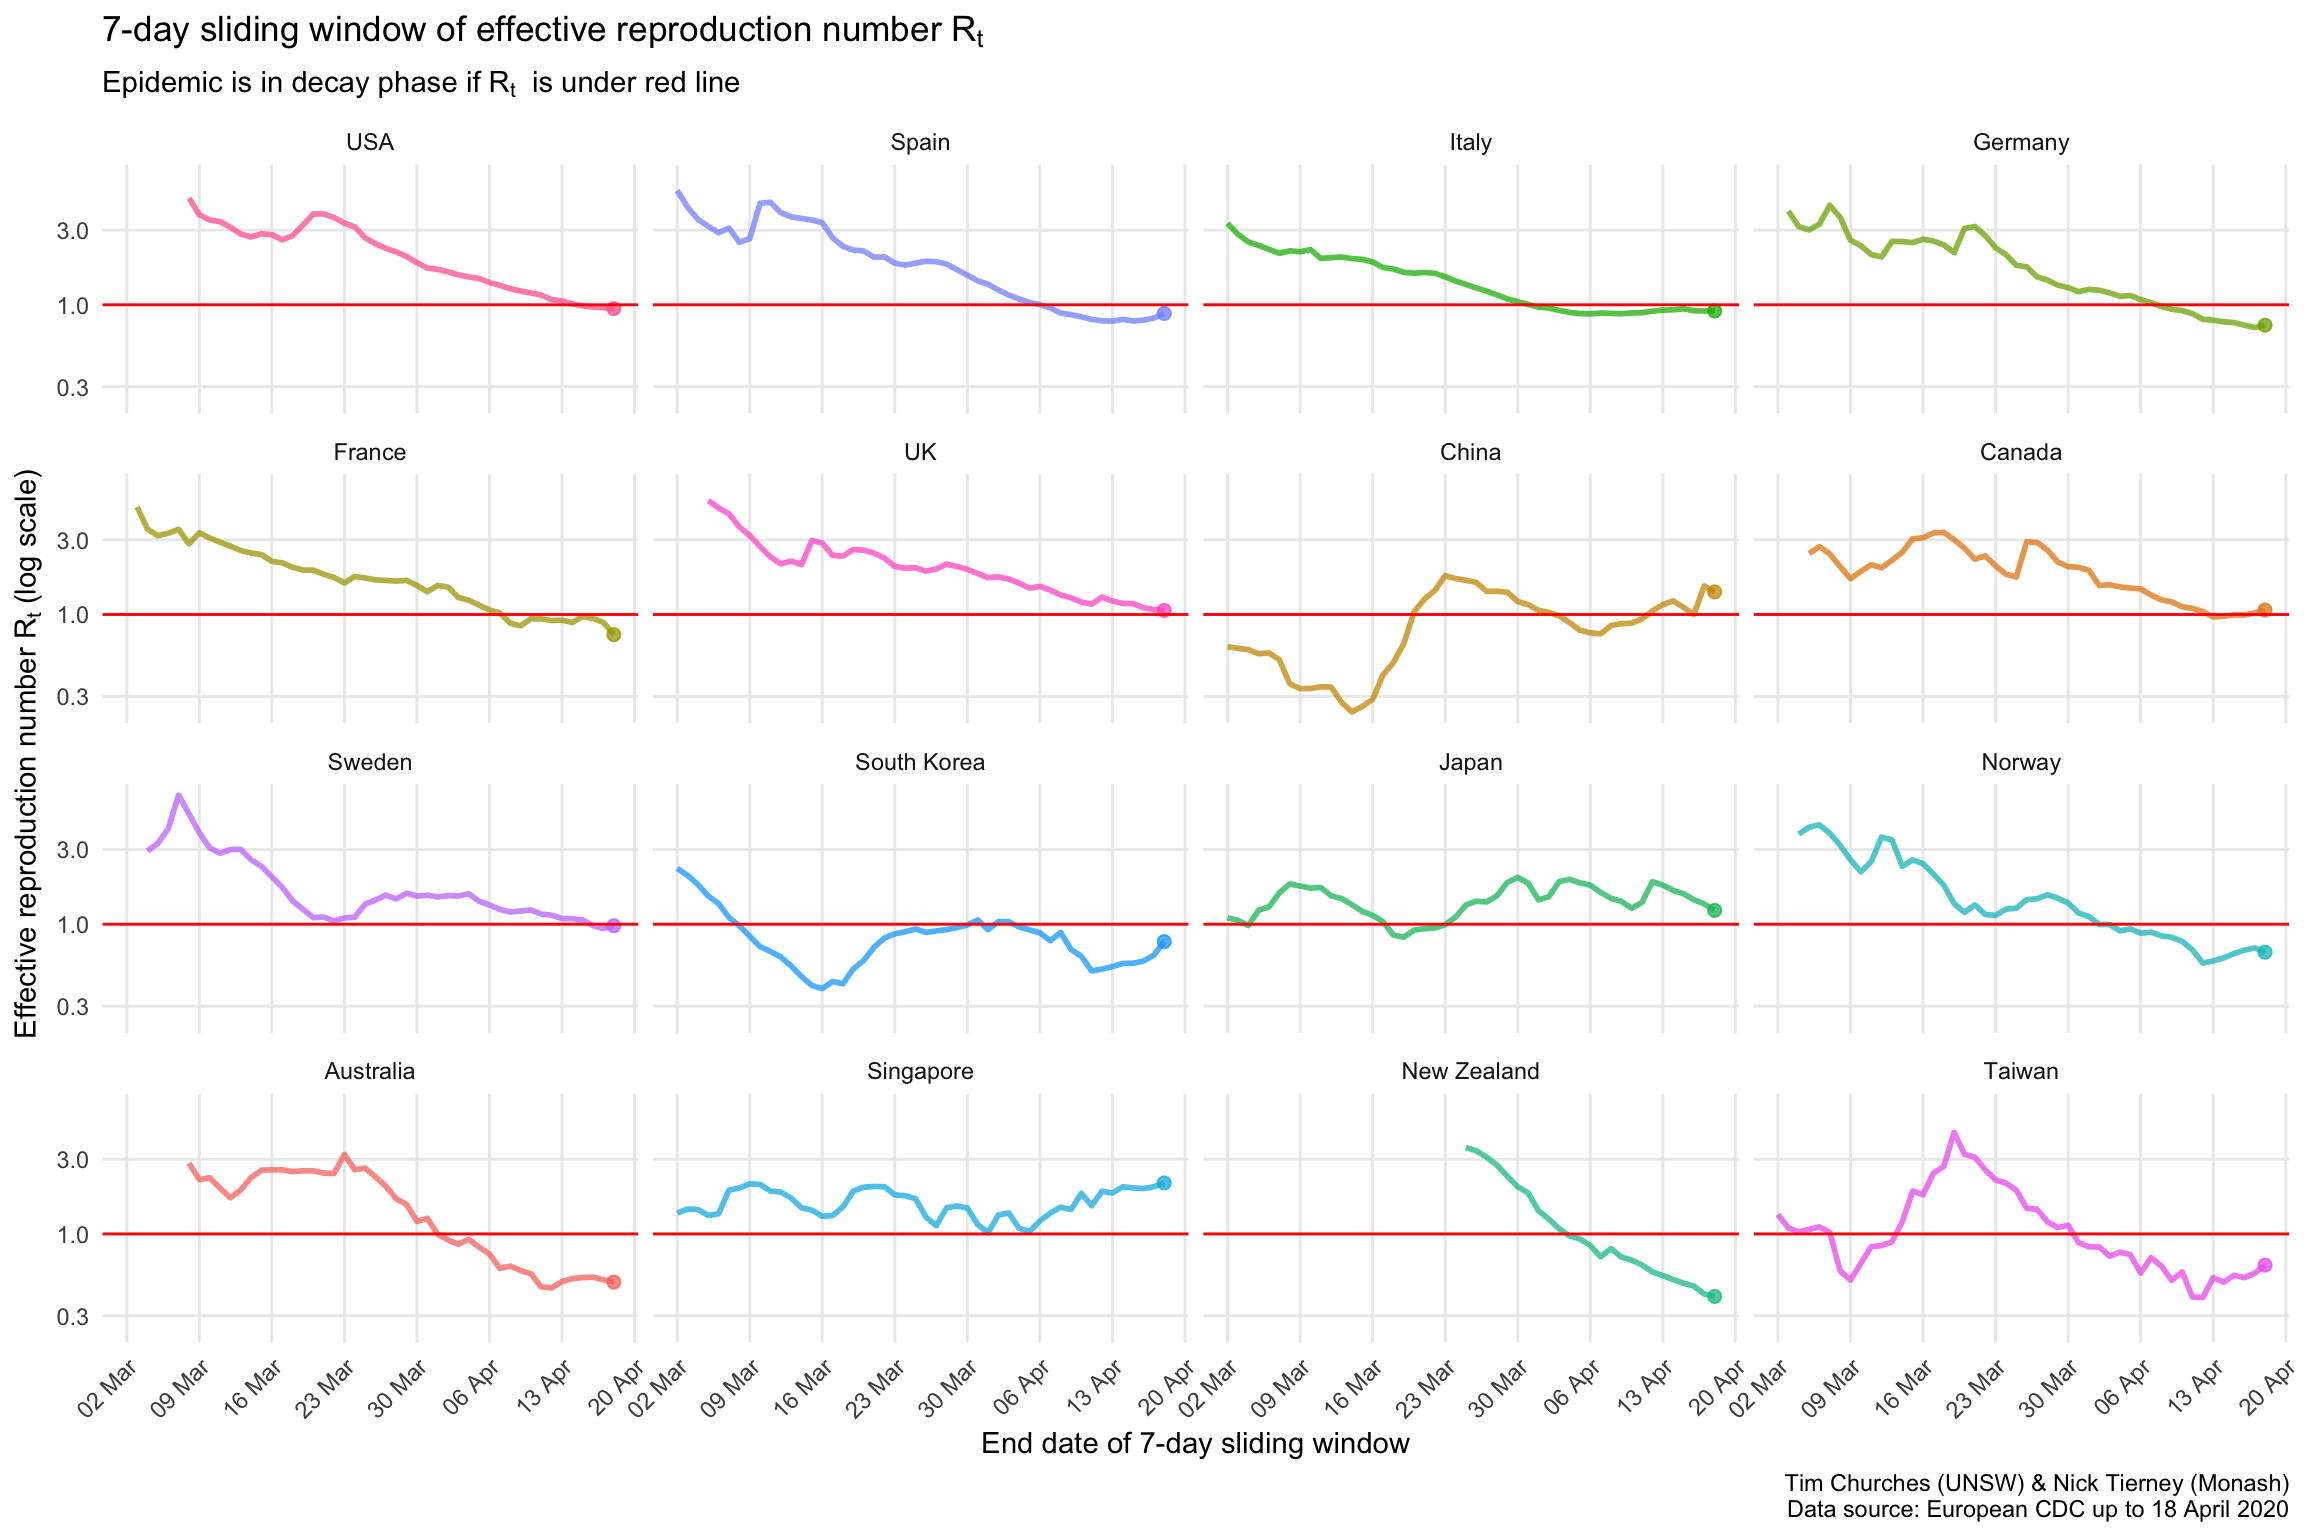 7-day sliding window of effective reproduction number Rt
Epidemic is in decay phase if Rt is under red line
USA
Spain
Italy
Germany
3.0
1.0
0.3
France
UK
China
Canada
3.0
1.0
0.3
Sweden
South Korea
Japan
Norway
3.0
1.0
0.3
Australia
Singapore
New Zealand
Taiwan
3.0
1.0
0.3
Effective reproduction number Rt (log scale)
02 Mar
09 Mar
16 Mar
23 Mar
30 Mar
06 Apr
13 Apr
20 Apr
02 Mar
09 Mar
16 Mar
23 Mar
30 Mar
06 Apr
13 Apr
20 Apr
02 Mar
09 Mar
16 Mar
23 Mar
30 Mar
06 Apr
13 Apr
20 Apr
02 Mar
09 Mar
16 Mar
23 Mar
30 Mar
06 Apr
13 Apr
20 Apr
End date of 7-day sliding window
Tim Churches (UNSW) & Nick Tierney (Monash)
Data source: European CDC up to 18 April 2020